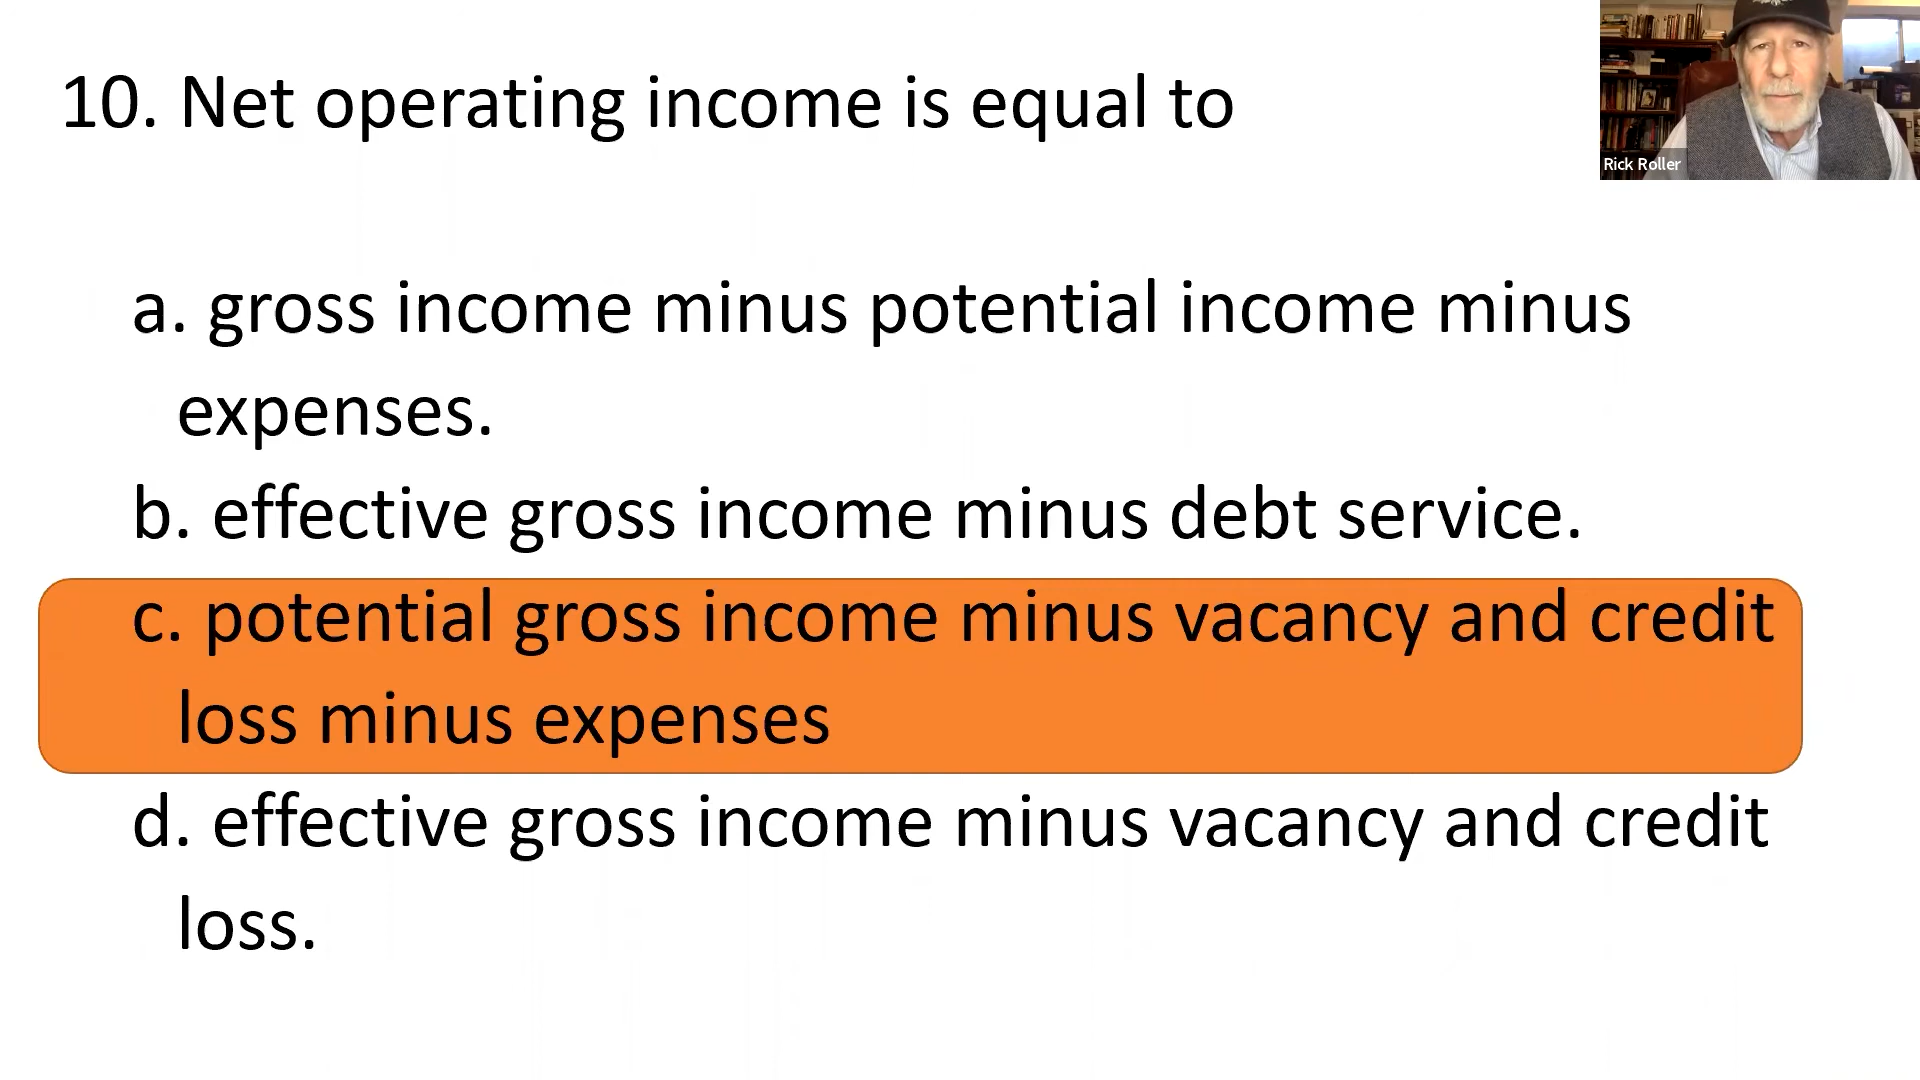 10. Net operating income is equal to
Rick Roller
a. gross income minus potential income minus
expenses.
b. effective gross income minus debt service.
c. potential gross income minus vacancy and credit
loss minus expenses
d. effective gross income minus vacancy and credit
loss.